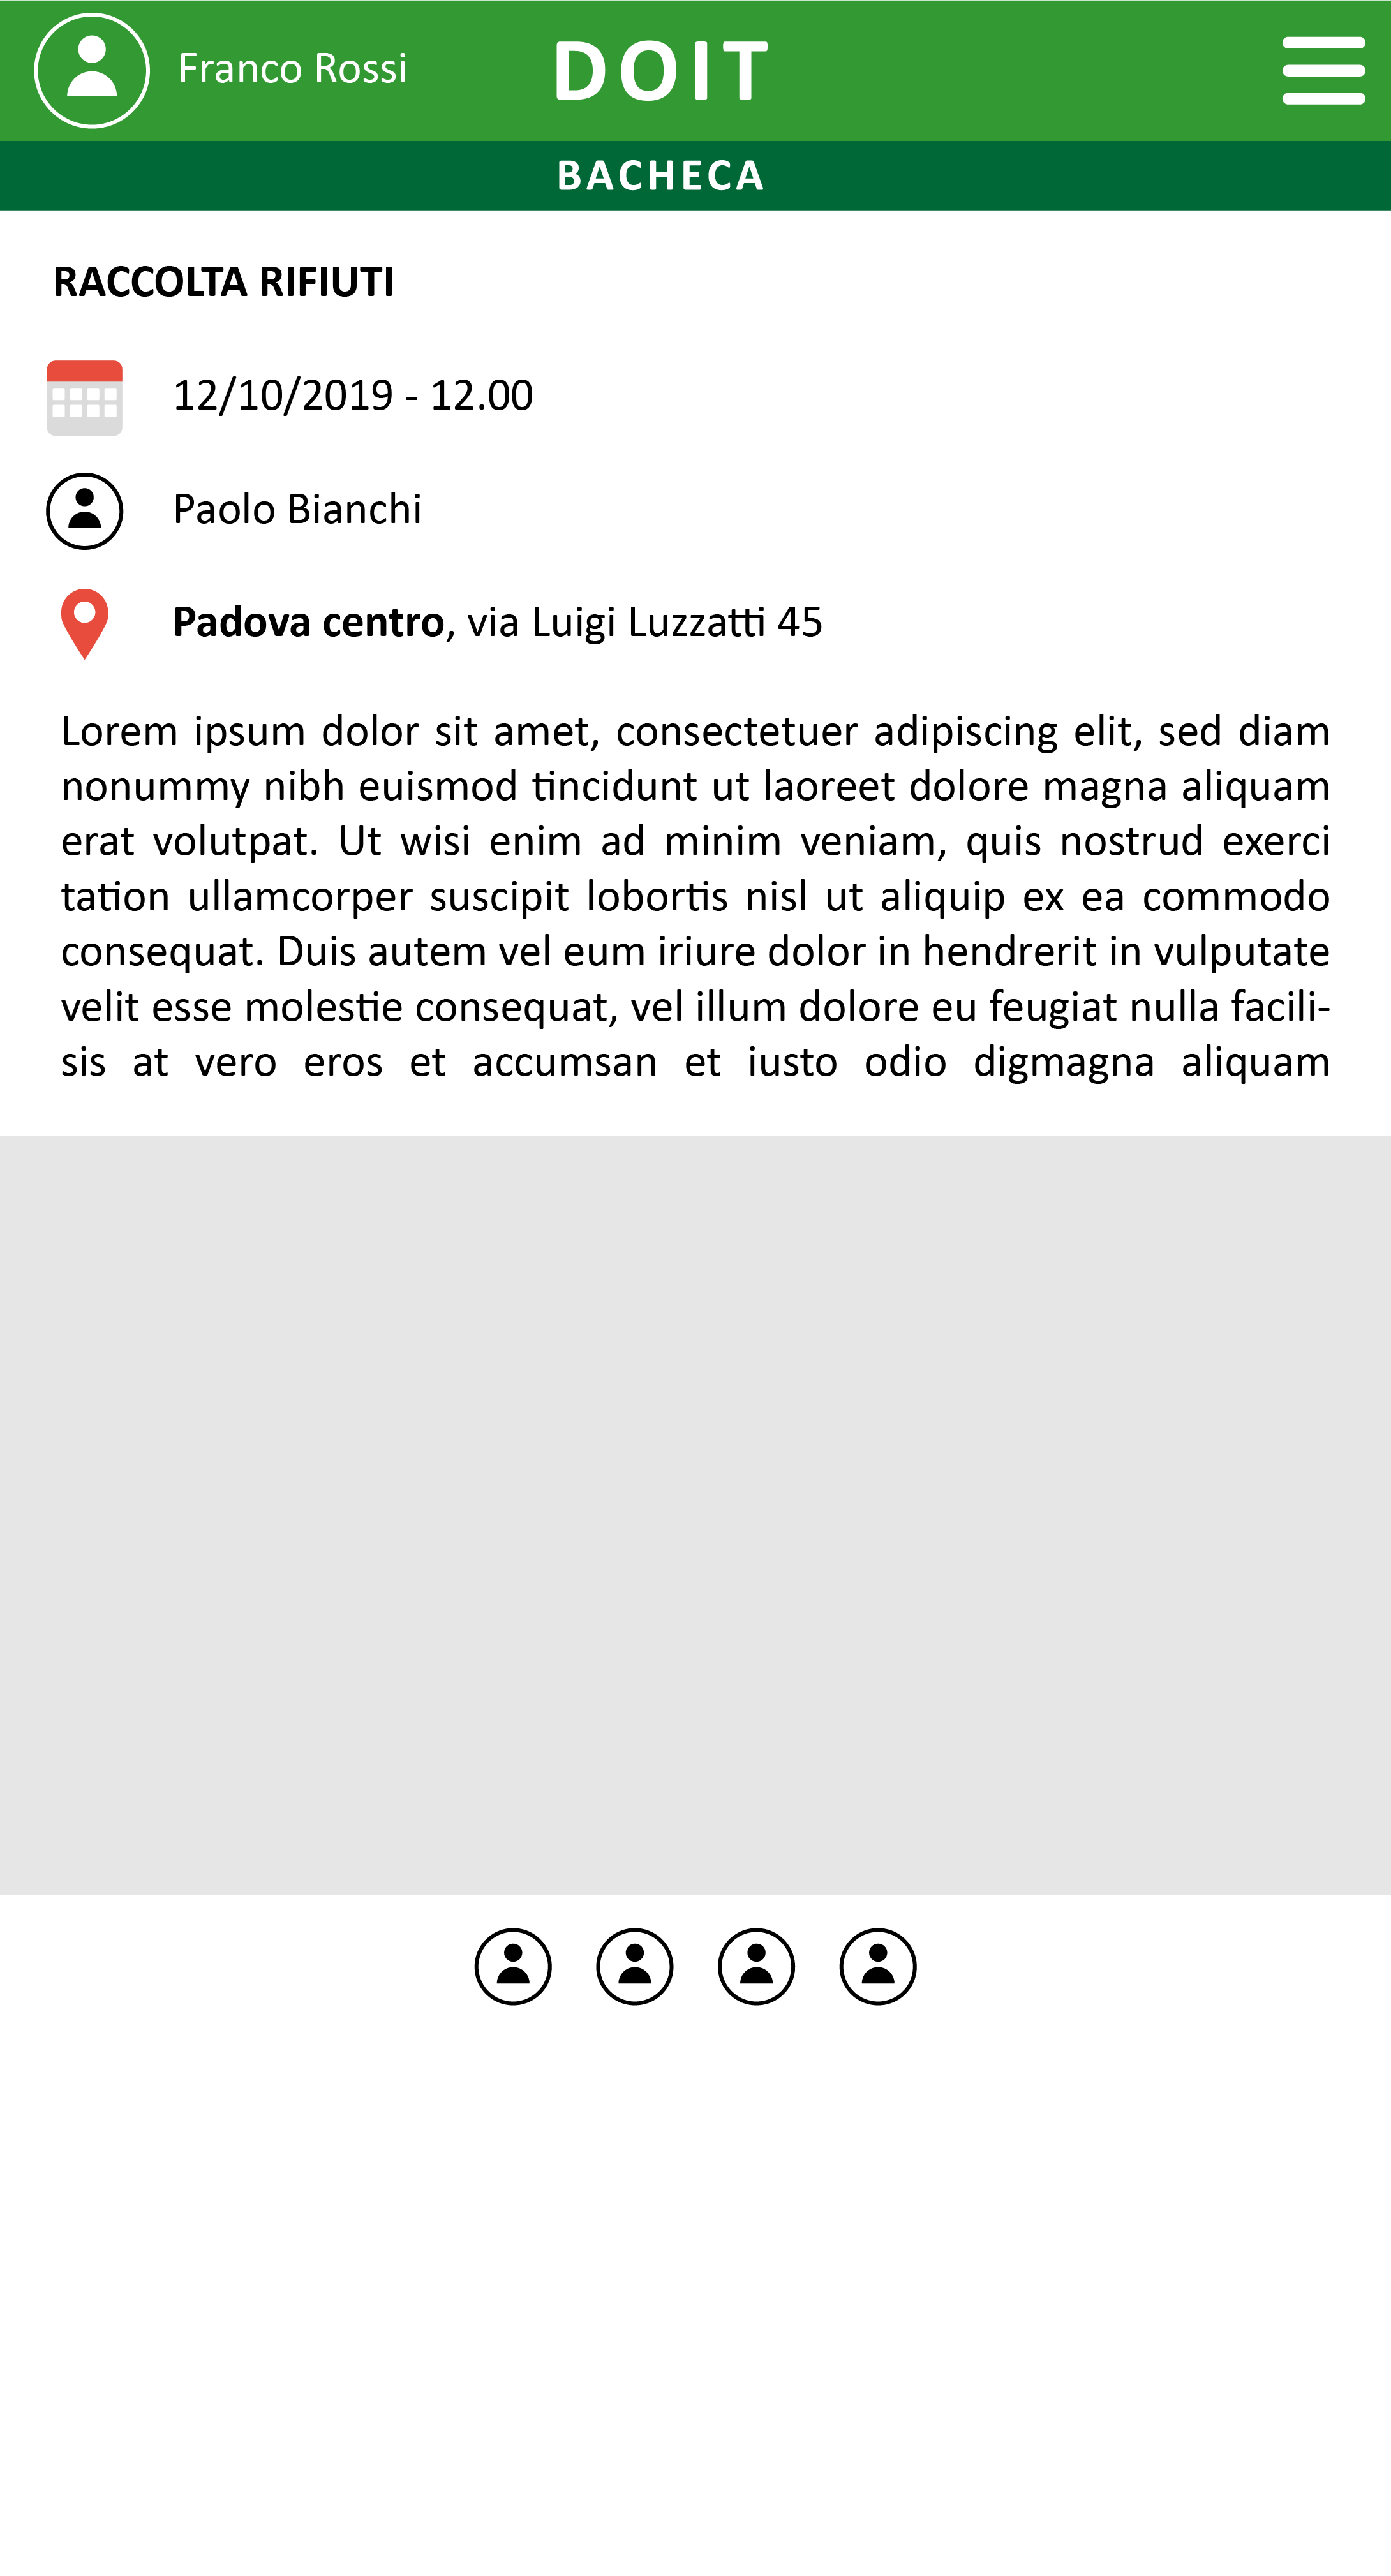 Franco Rossi
DOIT
BACHECA
RACCOLTA RIFIUTI
12/10/2019 - 12.00
Paolo Bianchi
Padova centro, via Luigi Luzzatti 45
Lorem ipsum dolor sit amet, consectetuer adipiscing elit, sed diam
nonummy nibh euismod tincidunt ut laoreet dolore magna aliquam
erat volutpat. Ut wisi enim ad minim veniam, quis nostrud exerci
tation ullamcorper suscipit lobortis nisl ut aliquip ex ea commodo
consequat. Duis autem vel eum iriure dolor in hendrerit in vulputate
velit esse molestie consequat, vel illum dolore eu feugiat nulla facili-
sis at vero eros et accumsan et iusto odio digmagna aliquam